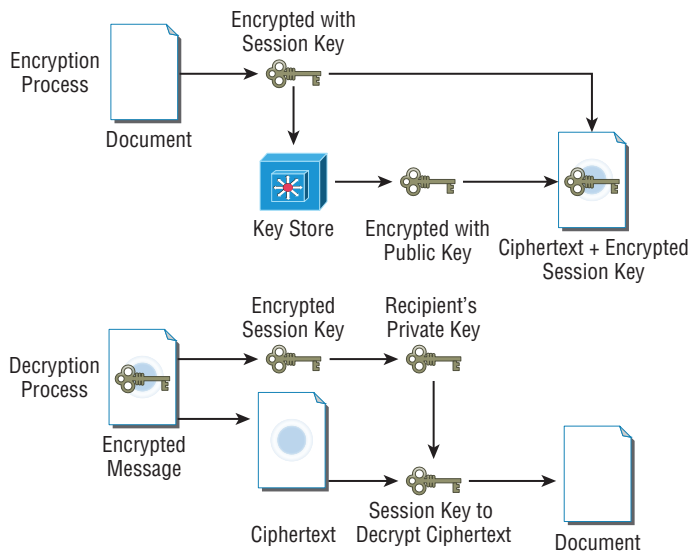 Encryption
Process
Document
Encrypted with
Session Key
Key Store
Encrypted with
Public Key
Ciphertext + Encrypted
Session Key
Decryption
Process
Encrypted
Message
Encrypted
Session Key
Recipient's
Private Key
Ciphertext
Session Key to
Decrypt Ciphertext
Document